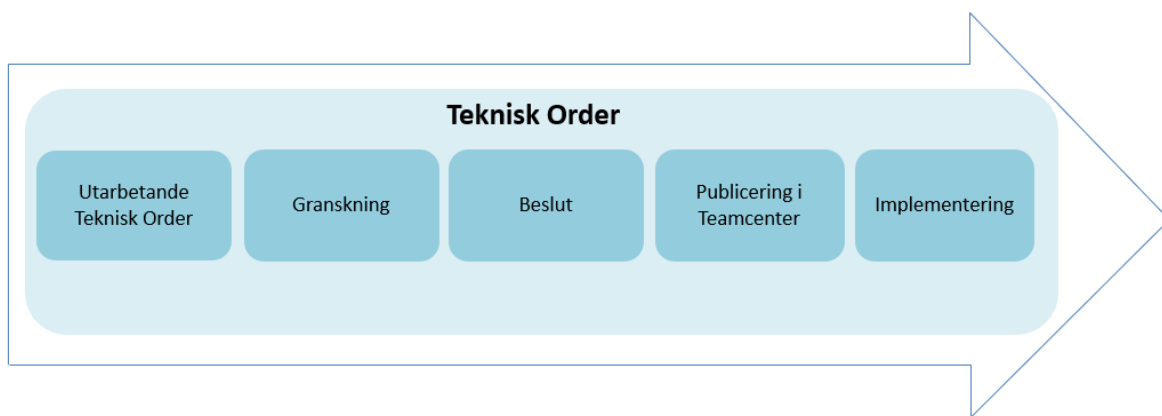 Teknisk Order
Utarbetande
Teknisk Order
Granskning
Beslut
Publicering i
Teamcenter
Implementering